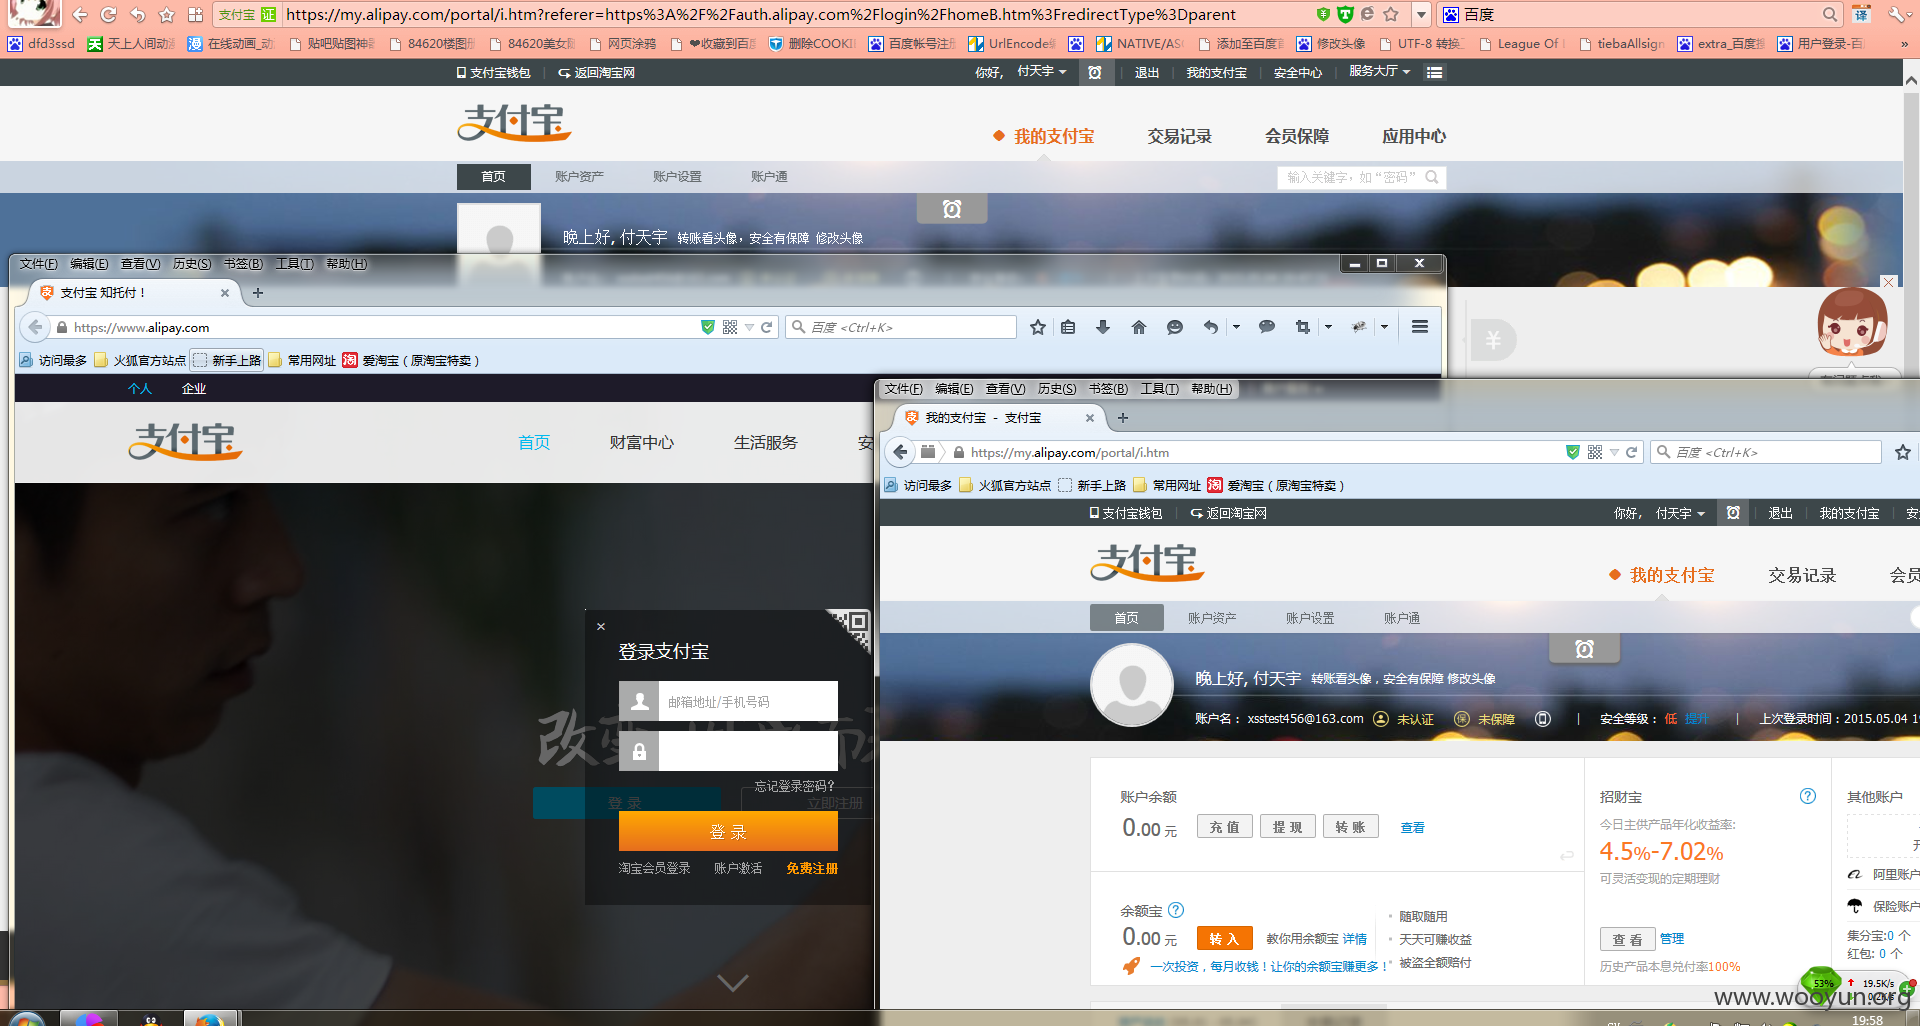 支付宝 证 https://my.alipay.com/portal/i.htm?referer=https%3A%2F%2Fauth.alipay.com%2Flogin%2FhomeB.htm%3FredirectType%3Dparent 百度 译
dfd3ssd 天上人间动 在线动画_动 贴吧贴图神 84620楼图册 84620美女贴 网页涂鸦 ❤收藏到百度 删除COOKI 百度帐号注册 UrlEncode NATIVE/ASC 添加至百度 修改头像 UTF-8 转换 League Of tiebaAllsign extra_百度搜 用户登录-百 »
支付宝钱包 返回淘宝网 你好, 付天宇 退出 我的支付宝 安全中心 服务大厅
支付宝 我的支付宝 交易记录 会员保障 应用中心
首页 账户资产 账户设置 账户通 输入关键字，如“密码”
晚上好, 付天宇 转账看头像，安全有保障 修改头像
文件(F) 编辑(E) 查看(V) 历史(S) 书签(B) 工具(T) 帮助(H)
支付宝 知托付！
https://www.alipay.com 百度 <Ctrl+K>
访问最多 火狐官方站点 新手上路 常用网址 爱淘宝（原淘宝特卖）
个人 企业
支付宝 首页 财富中心 生活服务 安
登录支付宝
邮箱地址/手机号码
改变
忘记登录密码?
登 录 立即注册
登 录
淘宝会员登录 账户激活 免费注册
文件(F) 编辑(E) 查看(V) 历史(S) 书签(B) 工具(T) 帮助(H)
我的支付宝 - 支付宝
https://my.alipay.com/portal/i.htm 百度 <Ctrl+K>
访问最多 火狐官方站点 新手上路 常用网址 爱淘宝（原淘宝特卖）
支付宝钱包 返回淘宝网 你好, 付天宇 退出 我的支付宝 安
支付宝 我的支付宝 交易记录 会员
首页 账户资产 账户设置 账户通
晚上好, 付天宇 转账看头像，安全有保障 修改头像
账户名：xsstest456@163.com 未认证 保 未保障 | 安全等级：低 提升 | 上次登录时间：2015.05.04 1
账户余额
0.00 元 充 值 提 现 转 账 查看
余额宝
0.00 元 转 入 教你用余额宝 详情
一次投资，每月收钱！让你的余额宝赚更多！
随取随用
天天可赚收益
被盗全额赔付
招财宝
今日主供产品年化收益率:
4.5%-7.02%
可灵活变现的定期理财
查 看 管理
历史产品本息兑付率100%
其他账户
开
阿里账户
保险账户
集分宝:0 个
红包: 0 个
53% 19.5K/s
0.2K/s
www.wooyun.org
19:58